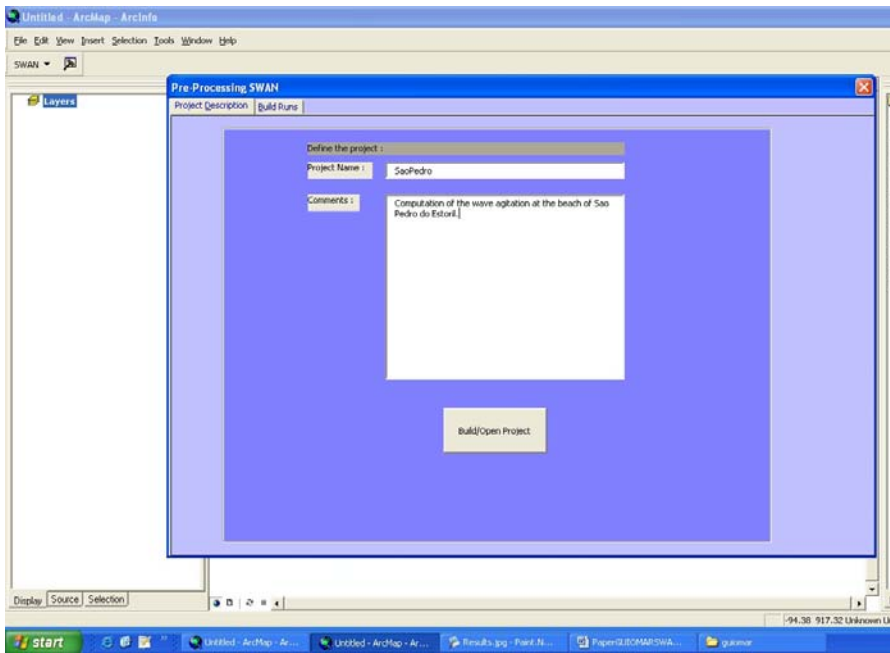 Untitled - ArcMap - ArcInfo
File Edit View Insert Selection Tools Window Help
SWAN
Layers
Pre-Processing SWAN
Project Description Build Runs
Define the project :
Project Name : SaoPedro
Comments : Computation of the wave agitation at the beach of Sao
Pedro do Estoril.
Build/Open Project
Display Source Selection
-94.38 917.32 Unknown U
start Untitled - ArcMap - Ar... Untitled - ArcMap - Ar... Results.jpg - Paint.N... PaperGUIOMARSWA... guiomar